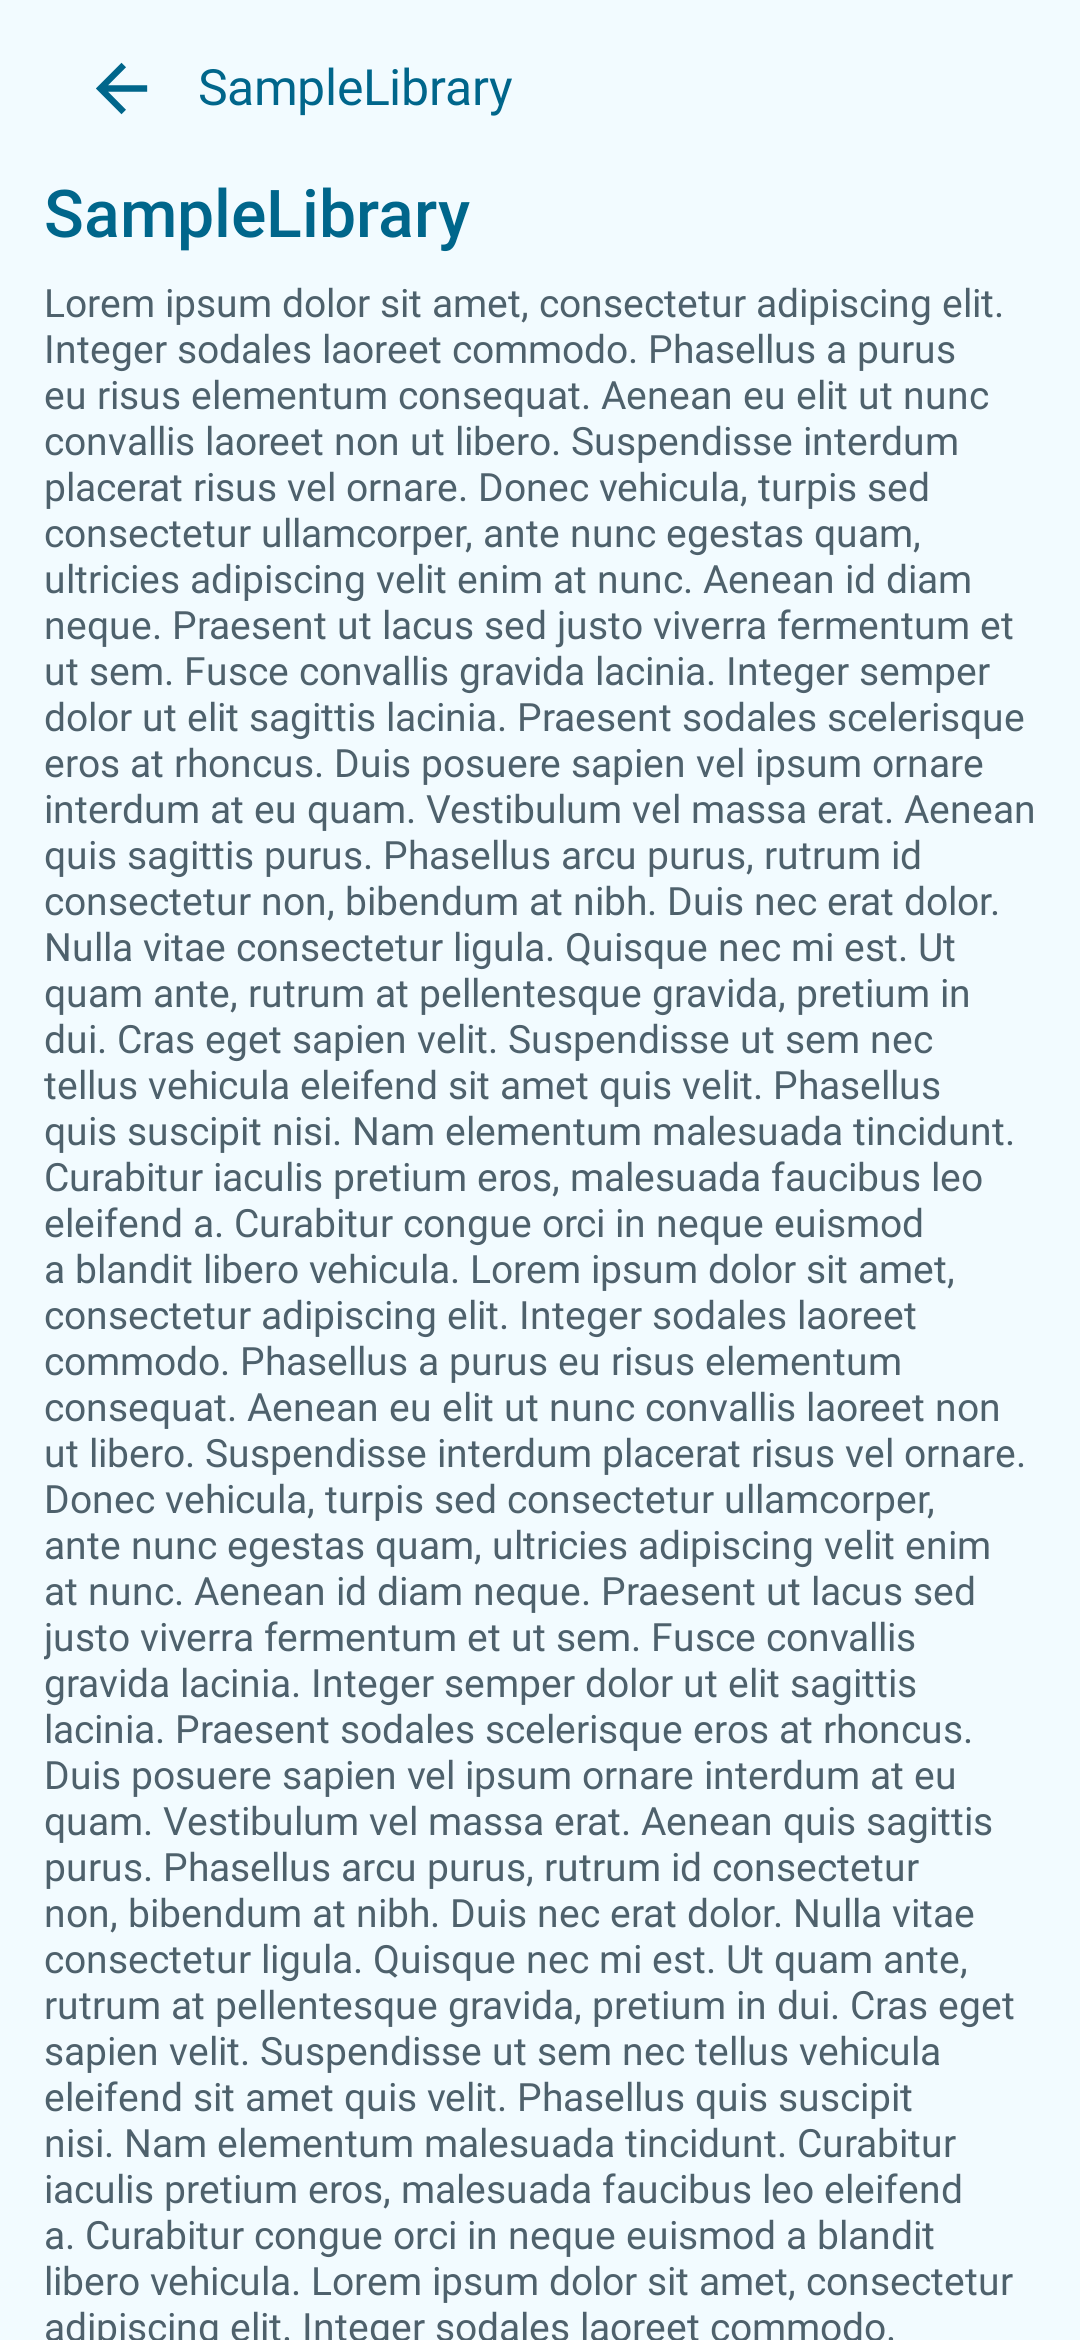 SampleLibrary
SampleLibrary
Lorem ipsum dolor sit amet, consectetur adipiscing elit.
Integer sodales laoreet commodo. Phasellus a purus
eu risus elementum consequat. Aenean eu elit ut nunc
convallis laoreet non ut libero. Suspendisse interdum
placerat risus vel ornare. Donec vehicula, turpis sed
consectetur ullamcorper, ante nunc egestas quam,
ultricies adipiscing velit enim at nunc. Aenean id diam
neque. Praesent ut lacus sed justo viverra fermentum et
ut sem. Fusce convallis gravida lacinia. Integer semper
dolor ut elit sagittis lacinia. Praesent sodales scelerisque
eros at rhoncus. Duis posuere sapien vel ipsum ornare
interdum at eu quam. Vestibulum vel massa erat. Aenean
quis sagittis purus. Phasellus arcu purus, rutrum id
consectetur non, bibendum at nibh. Duis nec erat dolor.
Nulla vitae consectetur ligula. Quisque nec mi est. Ut
quam ante, rutrum at pellentesque gravida, pretium in
dui. Cras eget sapien velit. Suspendisse ut sem nec
tellus vehicula eleifend sit amet quis velit. Phasellus
quis suscipit nisi. Nam elementum malesuada tincidunt.
Curabitur iaculis pretium eros, malesuada faucibus leo
eleifend a. Curabitur congue orci in neque euismod
a blandit libero vehicula. Lorem ipsum dolor sit amet,
consectetur adipiscing elit. Integer sodales laoreet
commodo. Phasellus a purus eu risus elementum
consequat. Aenean eu elit ut nunc convallis laoreet non
ut libero. Suspendisse interdum placerat risus vel ornare.
Donec vehicula, turpis sed consectetur ullamcorper,
ante nunc egestas quam, ultricies adipiscing velit enim
at nunc. Aenean id diam neque. Praesent ut lacus sed
justo viverra fermentum et ut sem. Fusce convallis
gravida lacinia. Integer semper dolor ut elit sagittis
lacinia. Praesent sodales scelerisque eros at rhoncus.
Duis posuere sapien vel ipsum ornare interdum at eu
quam. Vestibulum vel massa erat. Aenean quis sagittis
purus. Phasellus arcu purus, rutrum id consectetur
non, bibendum at nibh. Duis nec erat dolor. Nulla vitae
consectetur ligula. Quisque nec mi est. Ut quam ante,
rutrum at pellentesque gravida, pretium in dui. Cras eget
sapien velit. Suspendisse ut sem nec tellus vehicula
eleifend sit amet quis velit. Phasellus quis suscipit
nisi. Nam elementum malesuada tincidunt. Curabitur
iaculis pretium eros, malesuada faucibus leo eleifend
a. Curabitur congue orci in neque euismod a blandit
libero vehicula. Lorem ipsum dolor sit amet, consectetur
adipiscing elit. Integer sodales laoreet commodo.